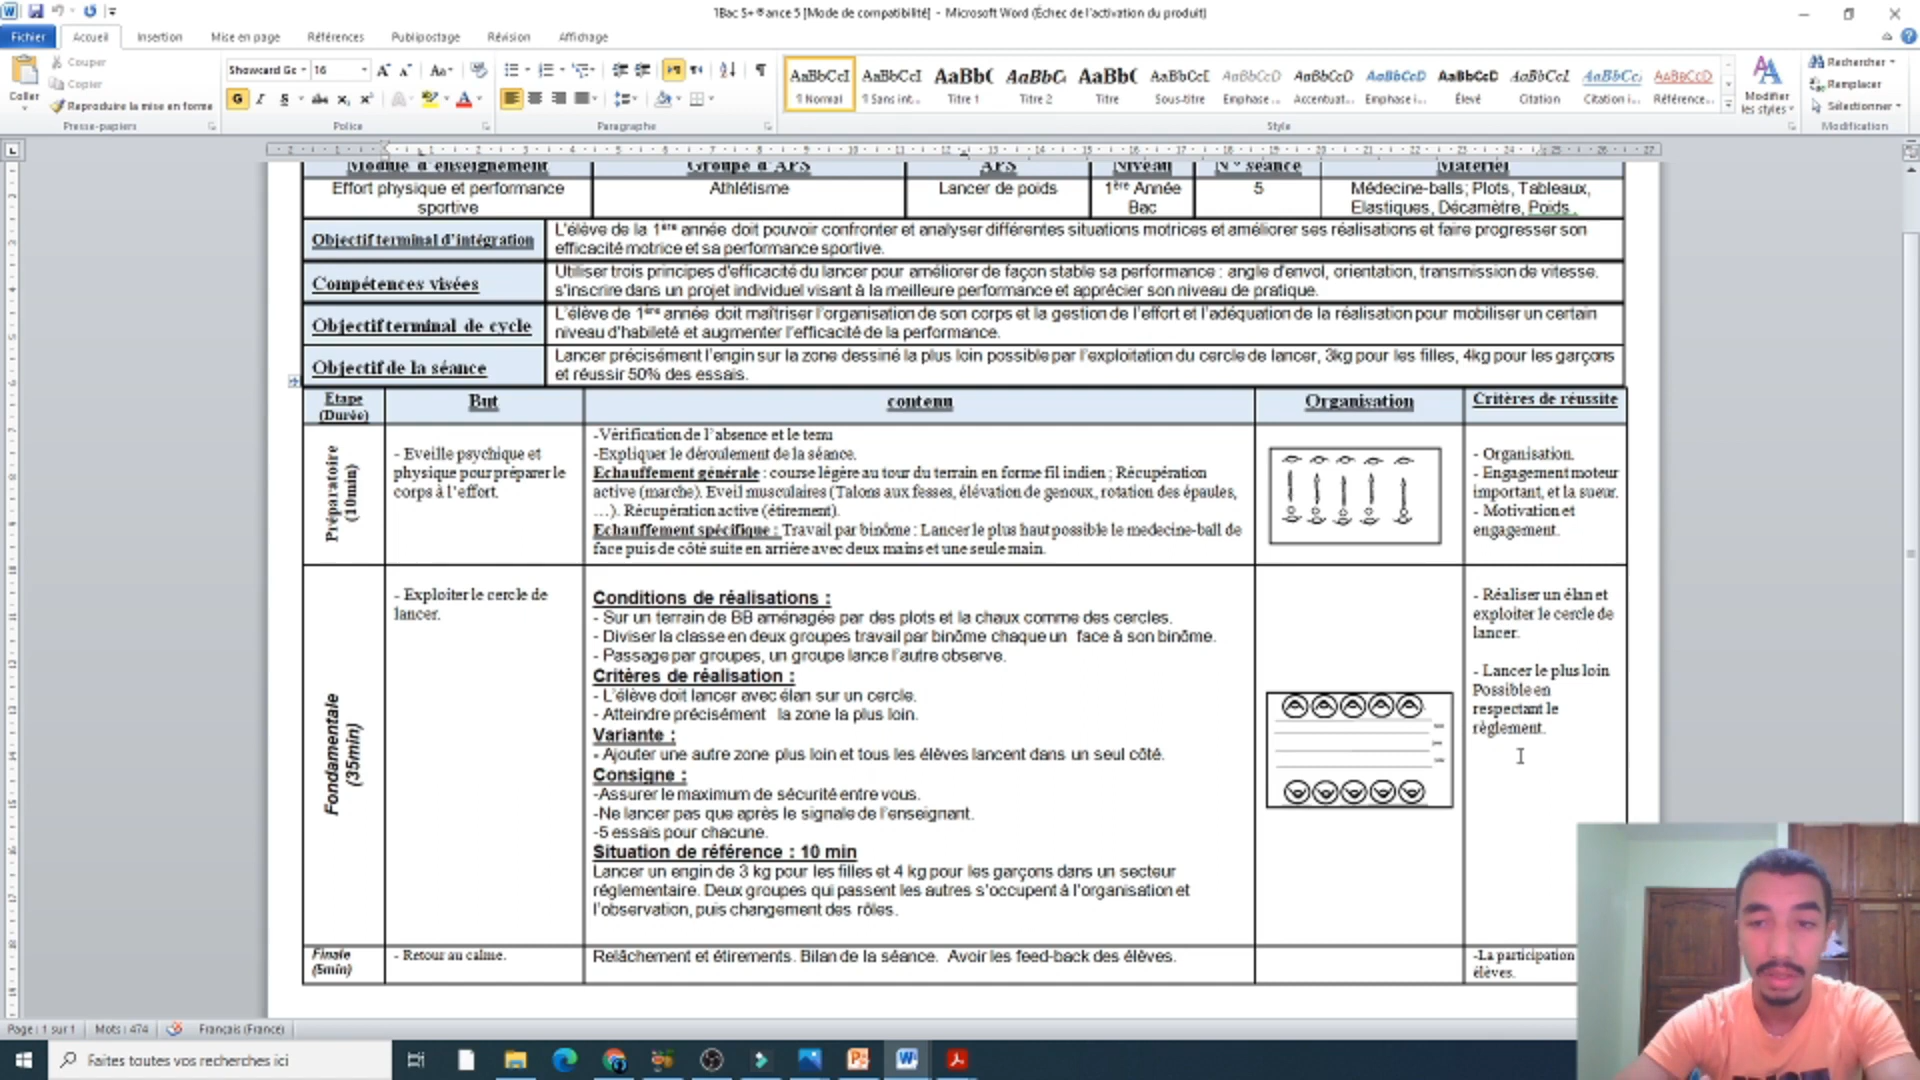 1Bac S+®ance 5 [Mode de compatibilité] - Microsoft Word (Échec de l'activation du produit)
Fichier Accueil Insertion Mise en page Références Publipostage Révision Affichage
Couper
Copier
Reproduire la mise en forme
Coller
Showcard Gc 16
AaBbCcI AaBbCcI AaBbC AaBbC AaBbC AaBbCcE AaBbCcD AaBbCcD AaBbCcD AaBbCcD AaBbCcL AaBbCc AaBbCcD
¶ Normal ¶ Sans int... Titre 1 Titre 2 Titre Sous-titre Emphase ... Accentuat... Emphase i... Élevé Citation Citation i... Référence...
Modifier les styles
Rechercher
Remplacer
Sélectionner
Presse-papiers Police Paragraphe Style Modification
Module d'enseignement Groupe d'APS APS Niveau N° séance Matériel
Effort physique et performance sportive
Athlétisme
Lancer de poids
1ère Année Bac
5
Médecine-balls; Plots, Tableaux,
Elastiques, Décamètre, Poids .
Objectif terminal d'intégration
L'élève de la 1ère année doit pouvoir confronter et analyser différentes situations motrices et améliorer ses réalisations et faire progresser son
efficacité motrice et sa performance sportive.
Compétences visées
Utiliser trois principes d'efficacité du lancer pour améliorer de façon stable sa performance : angle d'envol, orientation, transmission de vitesse.
s'inscrire dans un projet individuel visant à la meilleure performance et apprécier son niveau de pratique.
Objectif terminal de cycle
L'élève de 1ère année doit maîtriser l'organisation de son corps et la gestion de l'effort et l'adéquation de la réalisation pour mobiliser un certain
niveau d'habileté et augmenter l'efficacité de la performance.
Objectif de la séance
Lancer précisément l'engin sur la zone dessiné la plus loin possible par l'exploitation du cercle de lancer, 3kg pour les filles, 4kg pour les garçons
et réussir 50% des essais.
Etape (Durée) But contenu Organisation Critères de réussite
Préparatoire
(10min)
- Eveille psychique et
physique pour préparer le
corps à l'effort.
-Vérification de l'absence et le tenu
-Expliquer le déroulement de la séance.
Echauffement générale : course légère au tour du terrain en forme fil indien ; Récupération
active (marche). Eveil musculaires (Talons aux fesses, élévation de genoux, rotation des épaules,
…). Récupération active (étirement).
Echauffement spécifique : Travail par binôme : Lancer le plus haut possible le medecine-ball de
face puis de côté suite en arrière avec deux mains et une seule main.
- Organisation.
- Engagement moteur
important, et la sueur.
- Motivation et
engagement.
Fondamentale
(35min)
- Exploiter le cercle de
lancer.
Conditions de réalisations :
- Sur un terrain de BB aménagée par des plots et la chaux comme des cercles.
- Diviser la classe en deux groupes travail par binôme chaque un face à son binôme.
- Passage par groupes, un groupe lance l'autre observe.
Critères de réalisation :
- L'élève doit lancer avec élan sur un cercle.
- Atteindre précisément la zone la plus loin.
Variante :
- Ajouter une autre zone plus loin et tous les élèves lancent dans un seul côté.
Consigne :
-Assurer le maximum de sécurité entre vous.
-Ne lancer pas que après le signale de l'enseignant.
-5 essais pour chacune.
Situation de référence : 10 min
Lancer un engin de 3 kg pour les filles et 4 kg pour les garçons dans un secteur
réglementaire. Deux groupes qui passent les autres s'occupent à l'organisation et
l'observation, puis changement des rôles.
- Réaliser un élan et
exploiter le cercle de
lancer.
- Lancer le plus loin
Possible en
respectant le
règlement.
Finale
(5min)
- Retour au calme.
Relâchement et étirements. Bilan de la séance. Avoir les feed-back des élèves.
-La participation
élèves.
Page : 1 sur 1 Mots : 474 Français (France)
Faites toutes vos recherches ici